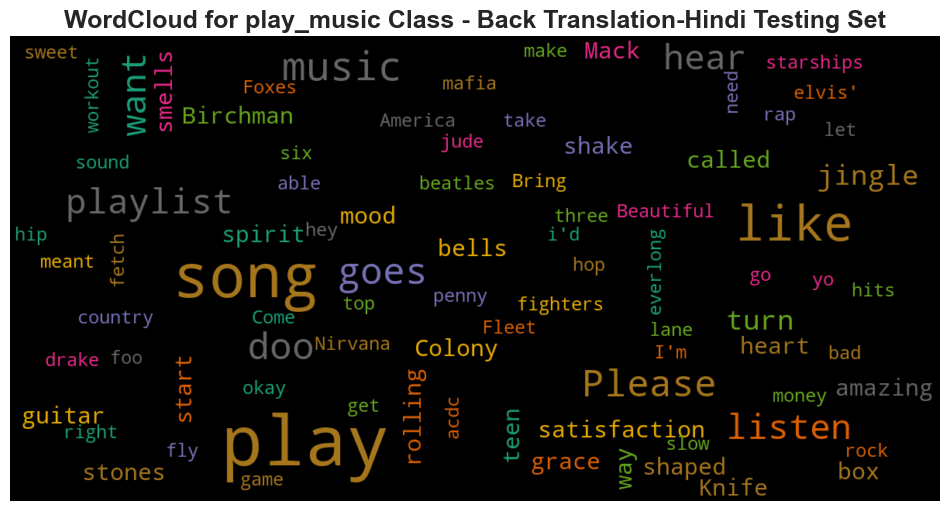 WordCloud for play_music Class - Back Translation-Hindi Testing Set
sweet
workout
want
smells
music
Foxes
Birchman
mafia
make
Mack
hear
starships
need
elvis'
rap
let
America
take
jude
shake
called
sound
six
able
beatles
Bring
jingle
playlist
mood
three
Beautiful
like
hip
spirit
hey
i'd
meant
fetch
bells
everlong
song
goes
hop
go
yo
hits
country
Come
top
penny
fighters
Fleet
lane
turn
drake
foo
doo
Nirvana
Colony
I'm
heart
bad
start
okay
rolling
Please
money
amazing
guitar
right
get
acdc
teen
satisfaction
listen
fly
play
slow
rock
stones
game
grace
way
shaped
Knife
box